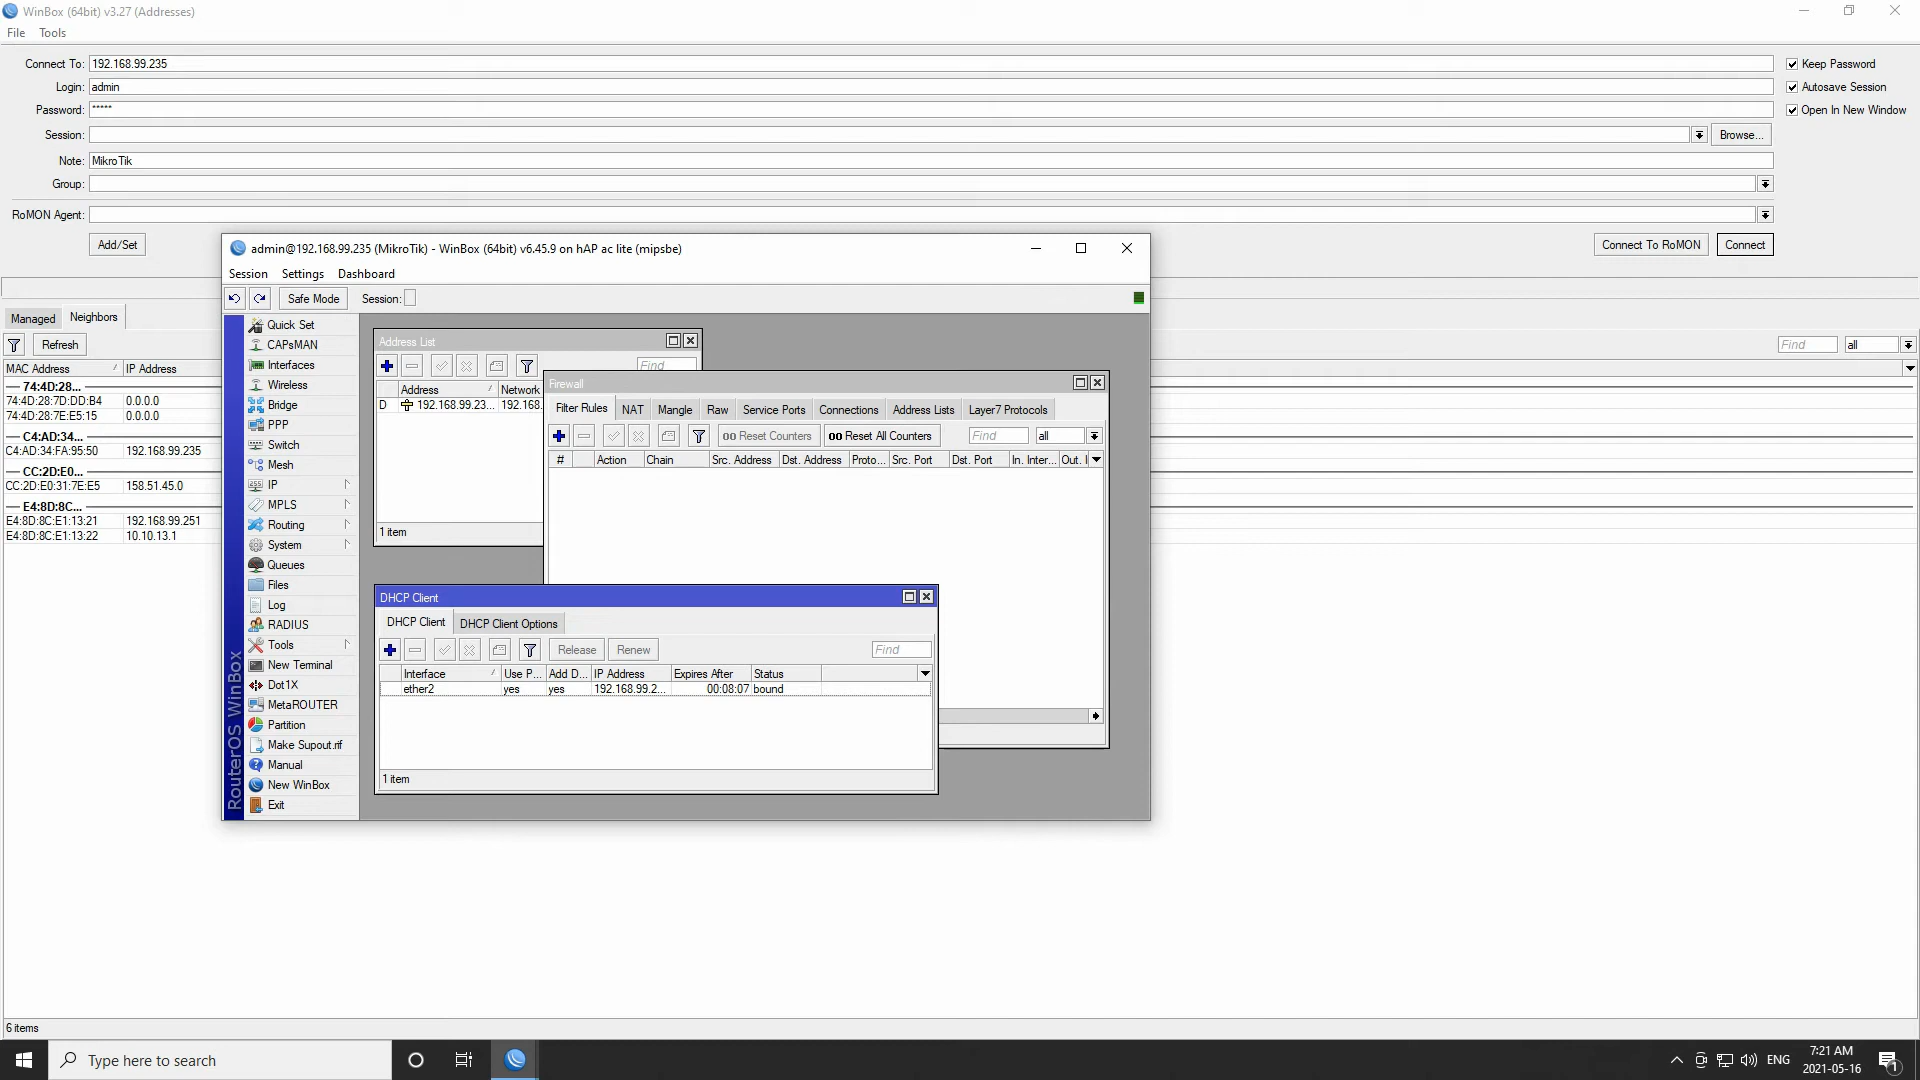 WinBox (64bit) v3.27 (Addresses)
File Tools
Connect To: 192.168.99.235
Keep Password
Login: admin
Autosave Session
Password: *****
Open In New Window
Session:
Browse...
Note: MikroTik
Group:
RoMON Agent:
Add/Set
Connect To RoMON Connect
admin@192.168.99.235 (MikroTik) - WinBox (64bit) v6.45.9 on hAP ac lite (mipsbe)
Session Settings Dashboard
Safe Mode Session:
Managed Neighbors
Refresh
Find all
MAC Address IP Address
74:4D:28...
74:4D:28:7D:DD:B4 0.0.0.0
74:4D:28:7E:E5:15 0.0.0.0
C4:AD:34...
C4:AD:34:FA:95:50 192.168.99.235
CC:2D:E0...
CC:2D:E0:31:7E:E5 158.51.45.0
E4:8D:8C...
E4:8D:8C:E1:13:21 192.168.99.251
E4:8D:8C:E1:13:22 10.10.13.1
6 items
RouterOS WinBox
Quick Set
CAPsMAN
Interfaces
Wireless
Bridge
PPP
Switch
Mesh
IP
MPLS
Routing
System
Queues
Files
Log
RADIUS
Tools
New Terminal
Dot1X
MetaROUTER
Partition
Make Supout.rif
Manual
New WinBox
Exit
Address List
Find
Address Network
D 192.168.99.23... 192.168.
1 item
Firewall
Filter Rules NAT Mangle Raw Service Ports Connections Address Lists Layer7 Protocols
00 Reset Counters 00 Reset All Counters Find all
# Action Chain Src. Address Dst. Address Proto... Src. Port Dst. Port In. Inter... Out. I
DHCP Client
DHCP Client DHCP Client Options
Release Renew Find
Interface Use P... Add D... IP Address Expires After Status
ether2 yes yes 192.168.99.2... 00:08:07 bound
1 item
Type here to search
ENG
7:21 AM
2021-05-16
1